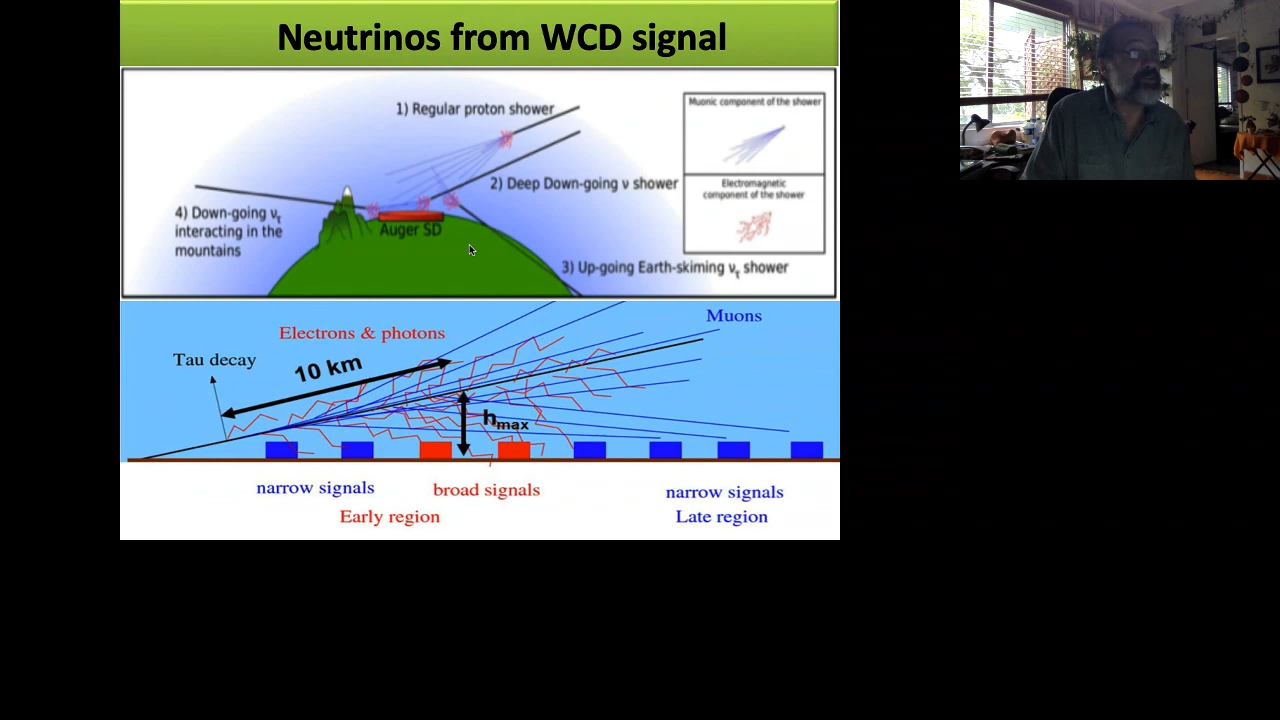 Neutrinos from WCD signal
1) Regular proton shower
2) Deep Down-going ν shower
4) Down-going ντ
interacting in the
mountains
Auger SD
3) Up-going Earth-skiming ντ shower
Muonic component of the shower
Electromagnetic
component of the shower
Electrons & photons
Muons
Tau decay
10 km
hmax
narrow signals
broad signals
narrow signals
Early region
Late region